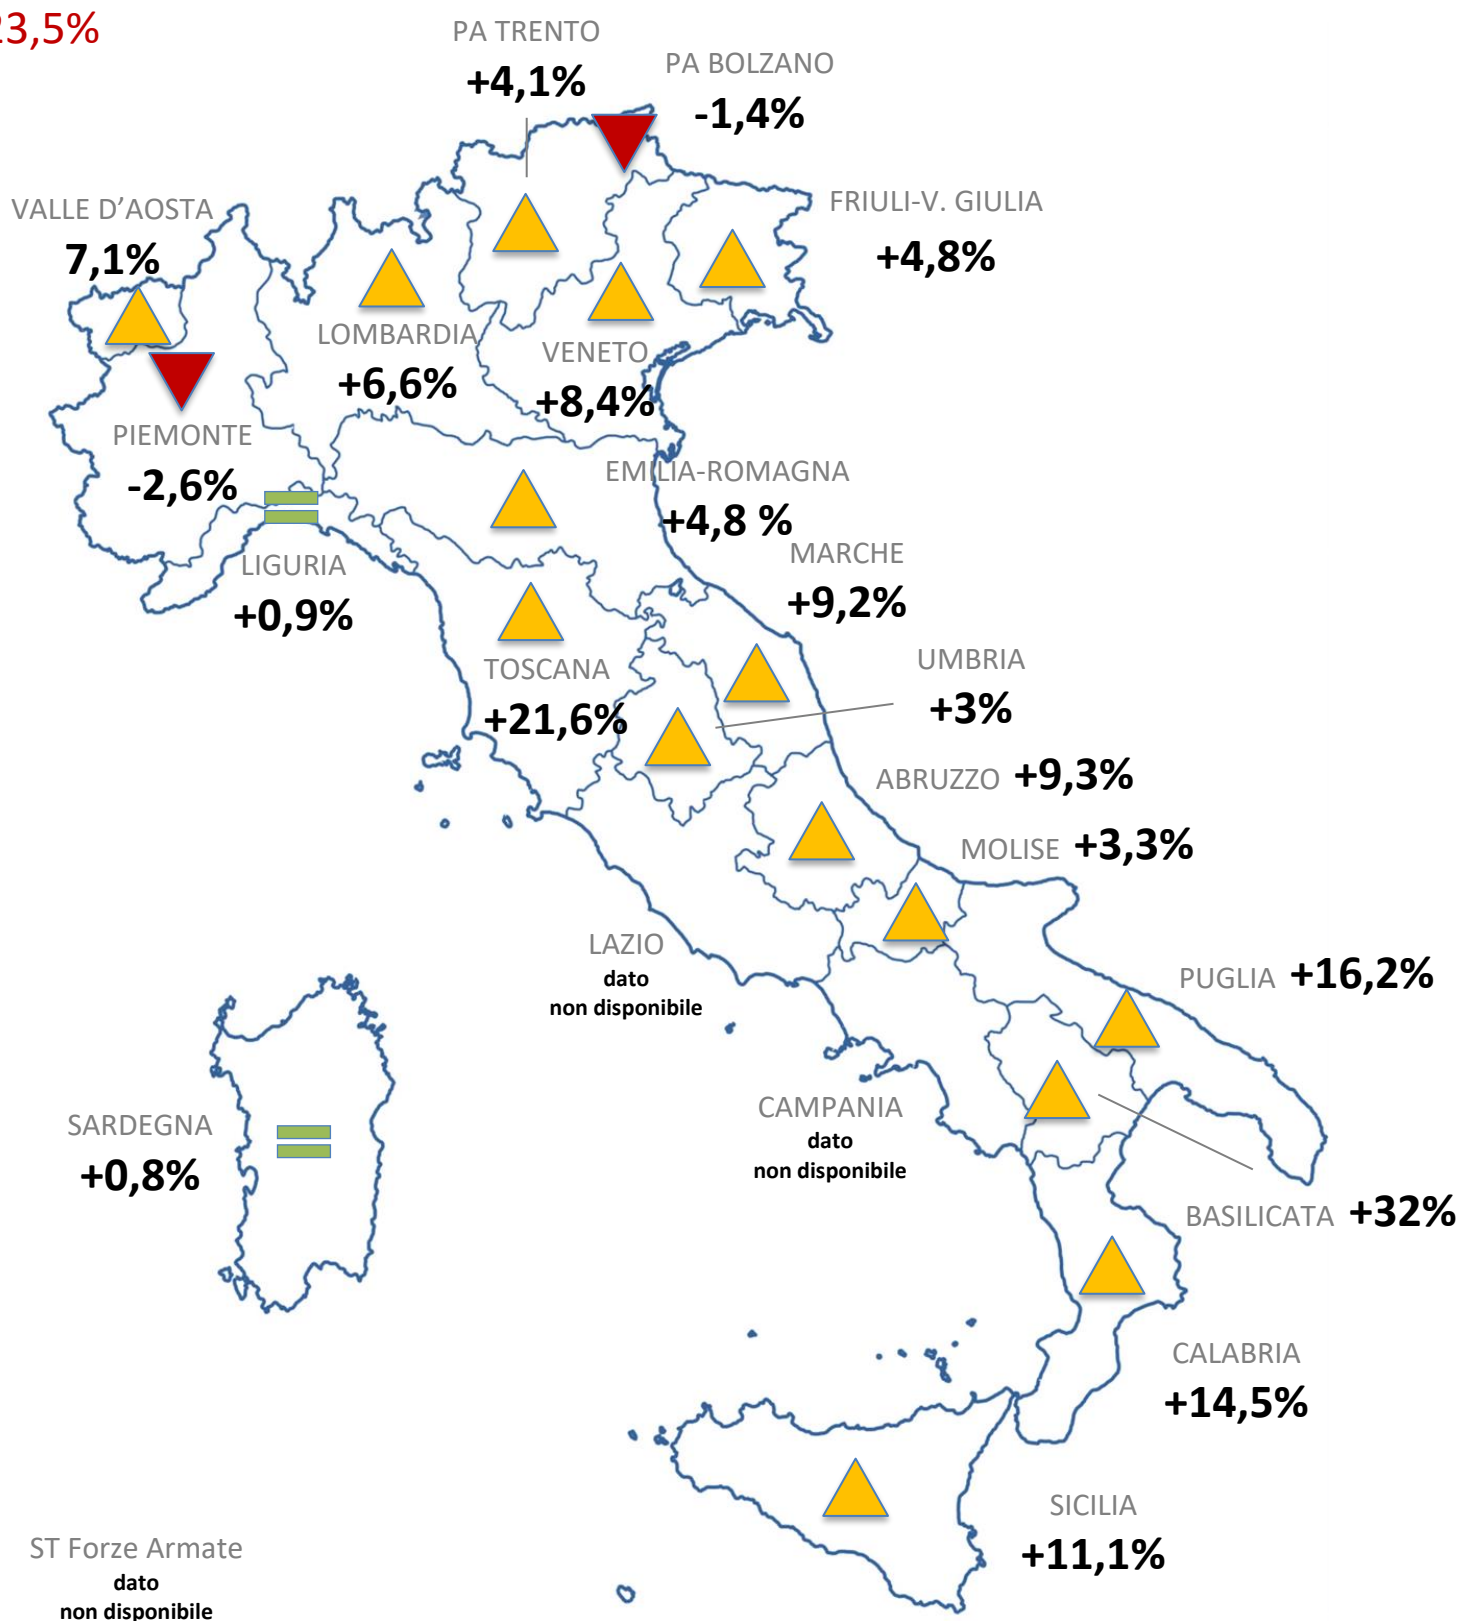 23,5%
PA TRENTO
+4,1%
PA BOLZANO
-1,4%
VALLE D’AOSTA
7,1%
FRIULI-V. GIULIA
+4,8%
LOMBARDIA
+6,6%
VENETO
+8,4%
PIEMONTE
-2,6%
EMILIA-ROMAGNA
+4,8 %
LIGURIA
+0,9%
MARCHE
+9,2%
TOSCANA
+21,6%
UMBRIA
+3%
ABRUZZO +9,3%
MOLISE +3,3%
LAZIO
dato
non disponibile
PUGLIA +16,2%
CAMPANIA
dato
non disponibile
SARDEGNA
+0,8%
BASILICATA +32%
CALABRIA
+14,5%
SICILIA
+11,1%
ST Forze Armate
dato
non disponibile